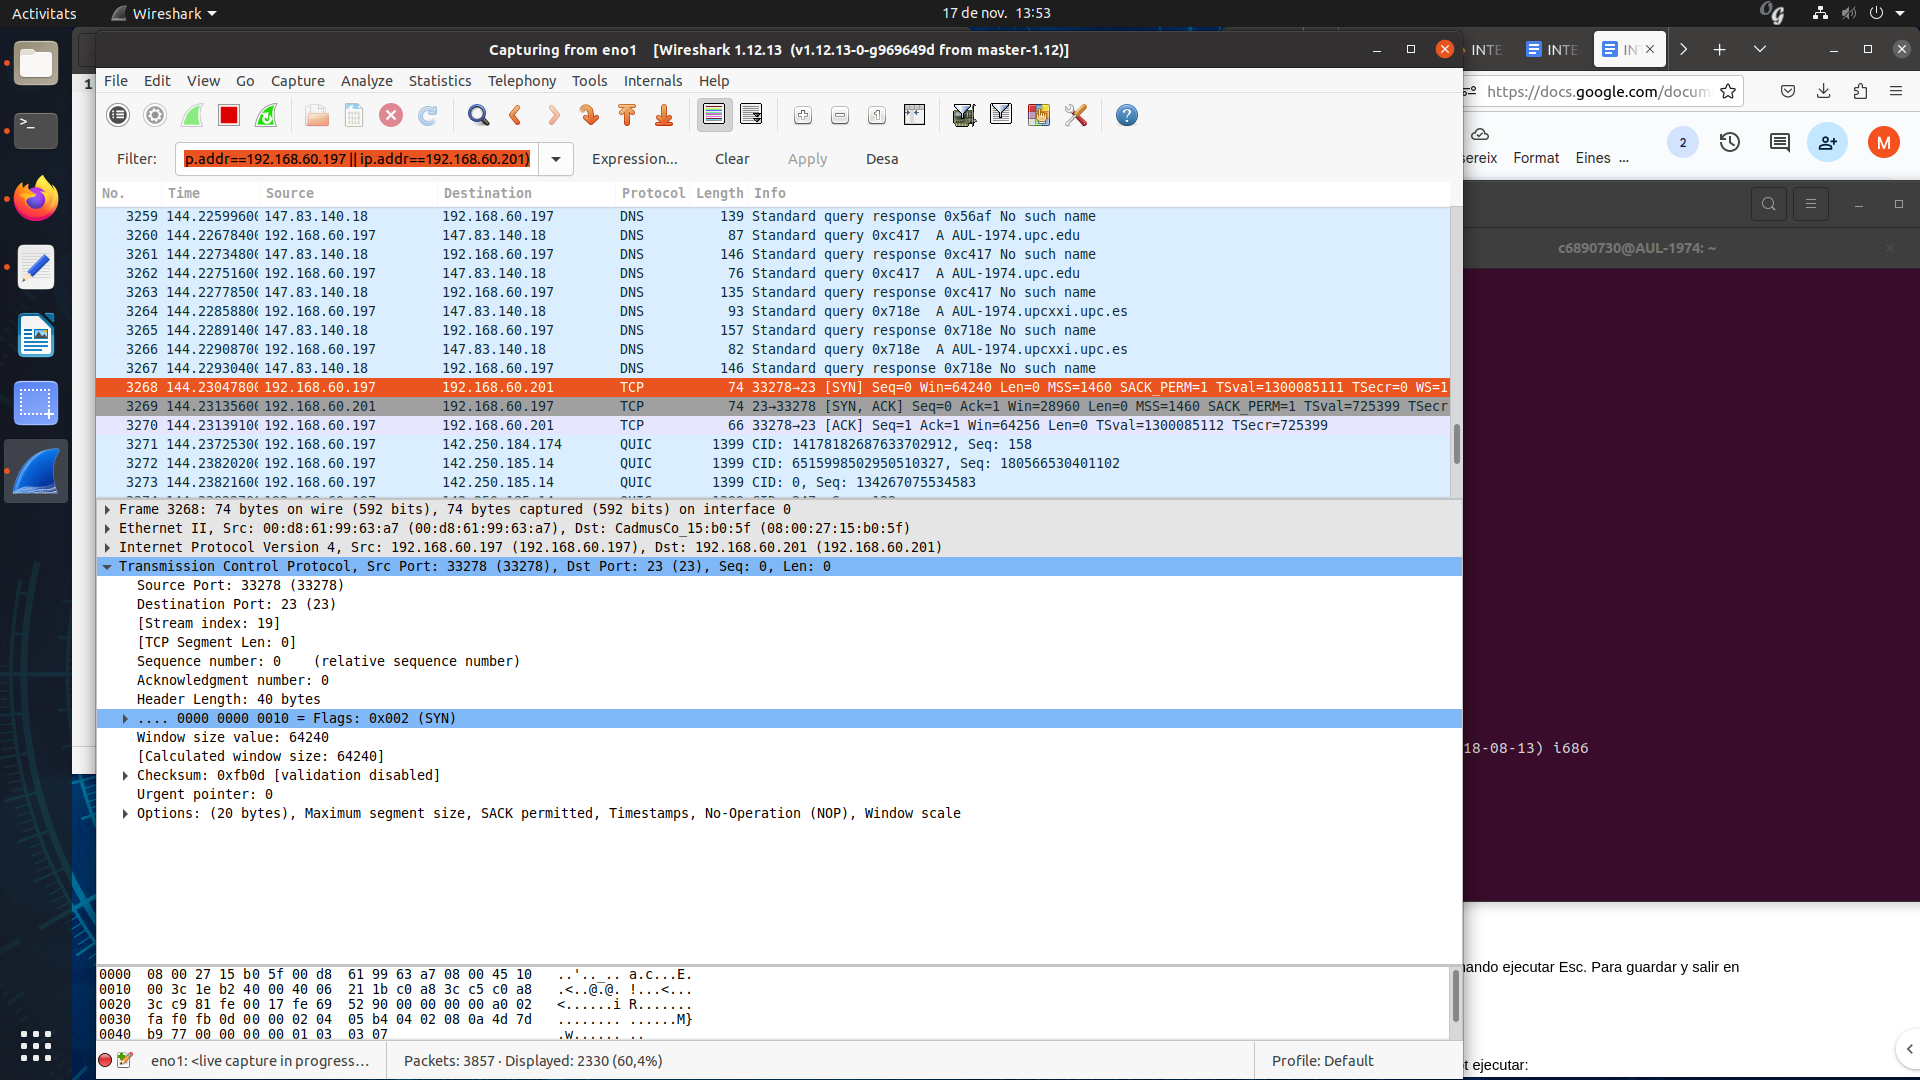 Activitats
Wireshark
17 de nov. 13:53
Capturing from eno1 [Wireshark 1.12.13 (v1.12.13-0-g969649d from master-1.12)]
File Edit View Go Capture Analyze Statistics Telephony Tools Internals Help
Filter: p.addr==192.168.60.197 || ip.addr==192.168.60.201) Expression... Clear Apply Desa
No. Time Source Destination Protocol Length Info
3259 144.22599600 147.83.140.18 192.168.60.197 DNS 139 Standard query response 0x56af No such name
3260 144.22678400 192.168.60.197 147.83.140.18 DNS 87 Standard query 0xc417 A AUL-1974.upc.edu
3261 144.22734800 147.83.140.18 192.168.60.197 DNS 146 Standard query response 0xc417 No such name
3262 144.22751600 192.168.60.197 147.83.140.18 DNS 76 Standard query 0xc417 A AUL-1974.upc.edu
3263 144.22778500 147.83.140.18 192.168.60.197 DNS 135 Standard query response 0xc417 No such name
3264 144.22858800 192.168.60.197 147.83.140.18 DNS 93 Standard query 0x718e A AUL-1974.upcxxi.upc.es
3265 144.22891400 147.83.140.18 192.168.60.197 DNS 157 Standard query response 0x718e No such name
3266 144.22908700 192.168.60.197 147.83.140.18 DNS 82 Standard query 0x718e A AUL-1974.upcxxi.upc.es
3267 144.22930000 147.83.140.18 192.168.60.197 DNS 146 Standard query response 0x718e No such name
3268 144.23047800 192.168.60.197 192.168.60.201 TCP 74 33278→23 [SYN] Seq=0 Win=64240 Len=0 MSS=1460 SACK_PERM=1 TSval=1300085111 TSecr=0 WS=1
3269 144.23135600 192.168.60.201 192.168.60.197 TCP 74 23→33278 [SYN, ACK] Seq=0 Ack=1 Win=28960 Len=0 MSS=1460 SACK_PERM=1 TSval=725399 TSecr
3270 144.23139100 192.168.60.197 192.168.60.201 TCP 66 33278→23 [ACK] Seq=1 Ack=1 Win=64256 Len=0 TSval=1300085112 TSecr=725399
3271 144.23725300 192.168.60.197 142.250.184.174 QUIC 1399 CID: 14178182687633702912, Seq: 158
3272 144.23820200 192.168.60.197 142.250.185.14 QUIC 1399 CID: 6515998502950510327, Seq: 180566530401102
3273 144.23821600 192.168.60.197 142.250.185.14 QUIC 1399 CID: 0, Seq: 134267075534583
Frame 3268: 74 bytes on wire (592 bits), 74 bytes captured (592 bits) on interface 0
Ethernet II, Src: 00:d8:61:99:63:a7 (00:d8:61:99:63:a7), Dst: CadmusCo_15:b0:5f (08:00:27:15:b0:5f)
Internet Protocol Version 4, Src: 192.168.60.197 (192.168.60.197), Dst: 192.168.60.201 (192.168.60.201)
Transmission Control Protocol, Src Port: 33278 (33278), Dst Port: 23 (23), Seq: 0, Len: 0
Source Port: 33278 (33278)
Destination Port: 23 (23)
[Stream index: 19]
[TCP Segment Len: 0]
Sequence number: 0 (relative sequence number)
Acknowledgment number: 0
Header Length: 40 bytes
.... 0000 0000 0010 = Flags: 0x002 (SYN)
Window size value: 64240
[Calculated window size: 64240]
Checksum: 0xfb0d [validation disabled]
Urgent pointer: 0
Options: (20 bytes), Maximum segment size, SACK permitted, Timestamps, No-Operation (NOP), Window scale
0000 08 00 27 15 b0 5f 00 d8 61 99 63 a7 08 00 45 10 ..'.._.. a.c...E.
0010 00 3c 1e b2 40 00 40 06 21 1b c0 a8 3c c5 c0 a8 .<..@.@. !...<...
0020 3c c9 81 fe 00 17 fe 69 52 90 00 00 00 00 a0 02 <......i R.......
0030 fa f0 fb 0d 00 00 02 04 05 b4 04 02 08 0a 4d 7d ........ ......M}
0040 b9 77 00 00 00 00 01 03 03 07 .w...... ..
eno1: <live capture in progress... Packets: 3857 · Displayed: 2330 (60,4%) Profile: Default
1
INTE INTE IN
https://docs.google.com/docum
sereix Format Eines ... 2 M
c6890730@AUL-1974: ~
18-08-13) i686
nando ejecutar Esc. Para guardar y salir en
t ejecutar: